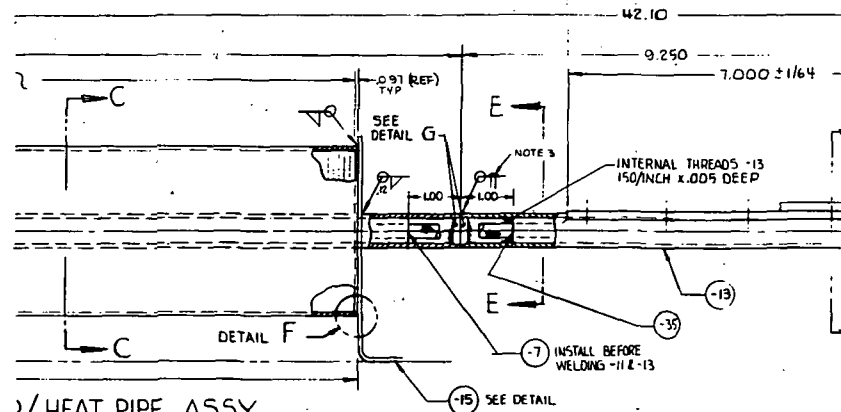 42.10
9.250
7.000 ±1/64
C
.097 (REF)
TYP
E
SEE
DETAIL G
NOTE 3
INTERNAL THREADS -13
150/INCH x.005 DEEP
.12
1.00
1.00
E
-13
-35
DETAIL F
C
-7 INSTALL BEFORE
WELDING -11 & -13
-15 SEE DETAIL
/HEAT PIPE ASSY